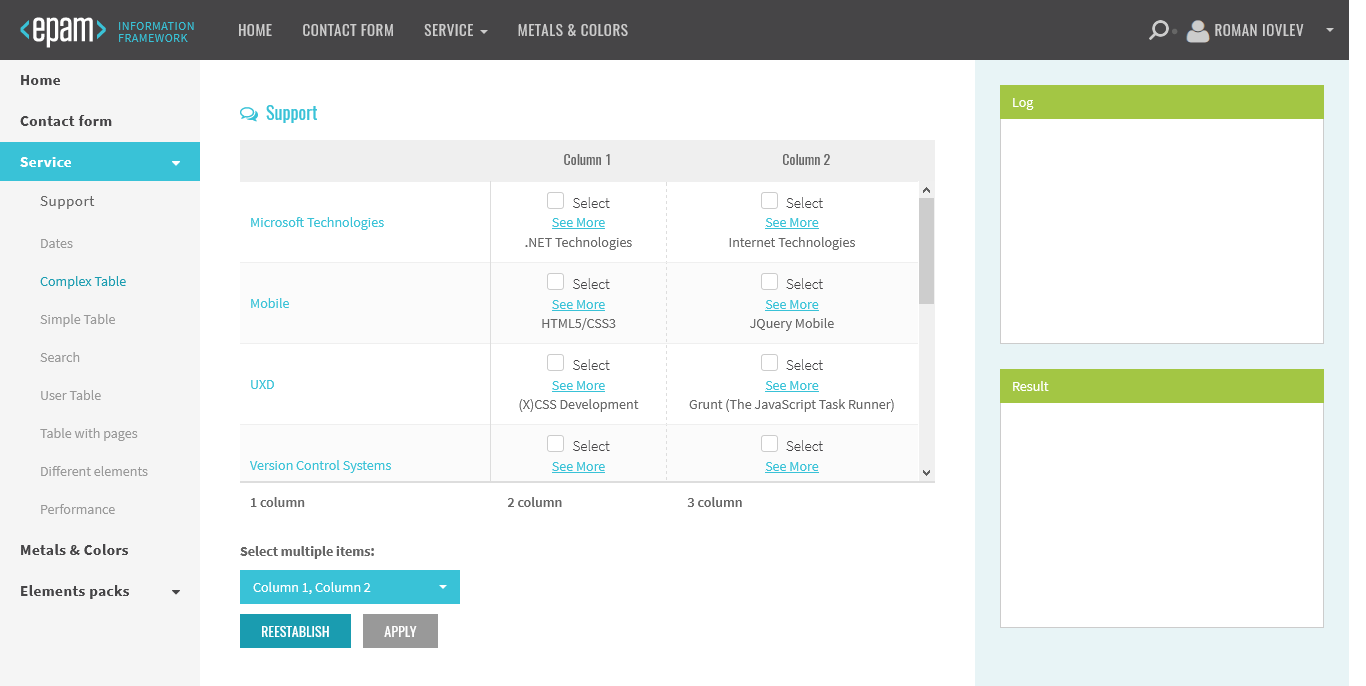 <epam> INFORMATION FRAMEWORK
HOME CONTACT FORM SERVICE METALS & COLORS
ROMAN IOVLEV
Home
Contact form
Service
Support
Dates
Complex Table
Simple Table
Search
User Table
Table with pages
Different elements
Performance
Metals & Colors
Elements packs
Support
Column 1 Column 2
Select Select
Microsoft Technologies See More See More
.NET Technologies Internet Technologies
Select Select
Mobile See More See More
HTML5/CSS3 JQuery Mobile
Select Select
UXD See More See More
(X)CSS Development Grunt (The JavaScript Task Runner)
Select Select
Version Control Systems See More See More
1 column 2 column 3 column
Select multiple items:
Column 1, Column 2
REESTABLISH APPLY
Log
Result